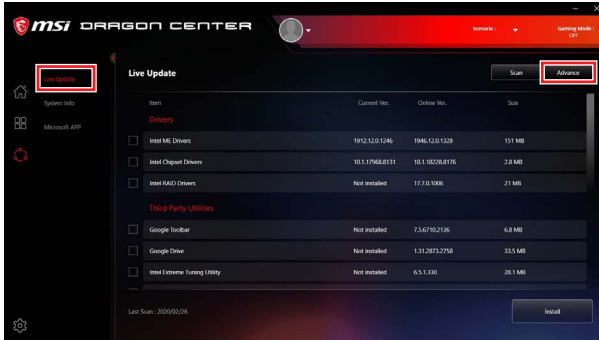 msi DRAGON CENTER
Scenario :
Gaming Mode :
OFF
Live Update
System Info
Microsoft APP
Live Update
Scan
Advance
Item Current Ver. Online Ver. Size
Drivers
Intel ME Drivers 1912.12.0.1246 1946.12.0.1328 151 MB
Intel Chipset Drivers 10.1.17968.8131 10.1.18228.8176 2.8 MB
Intel RAID Drivers Not installed 17.7.0.1006 21 MB
Third Party Utilities
Google Toolbar Not installed 7.5.6710.2136 6.8 MB
Google Drive Not installed 1.31.2873.2758 33.5 MB
Intel Extreme Tuning Utility Not installed 6.5.1.330 28.1 MB
Last Scan : 2020/02/26
Install